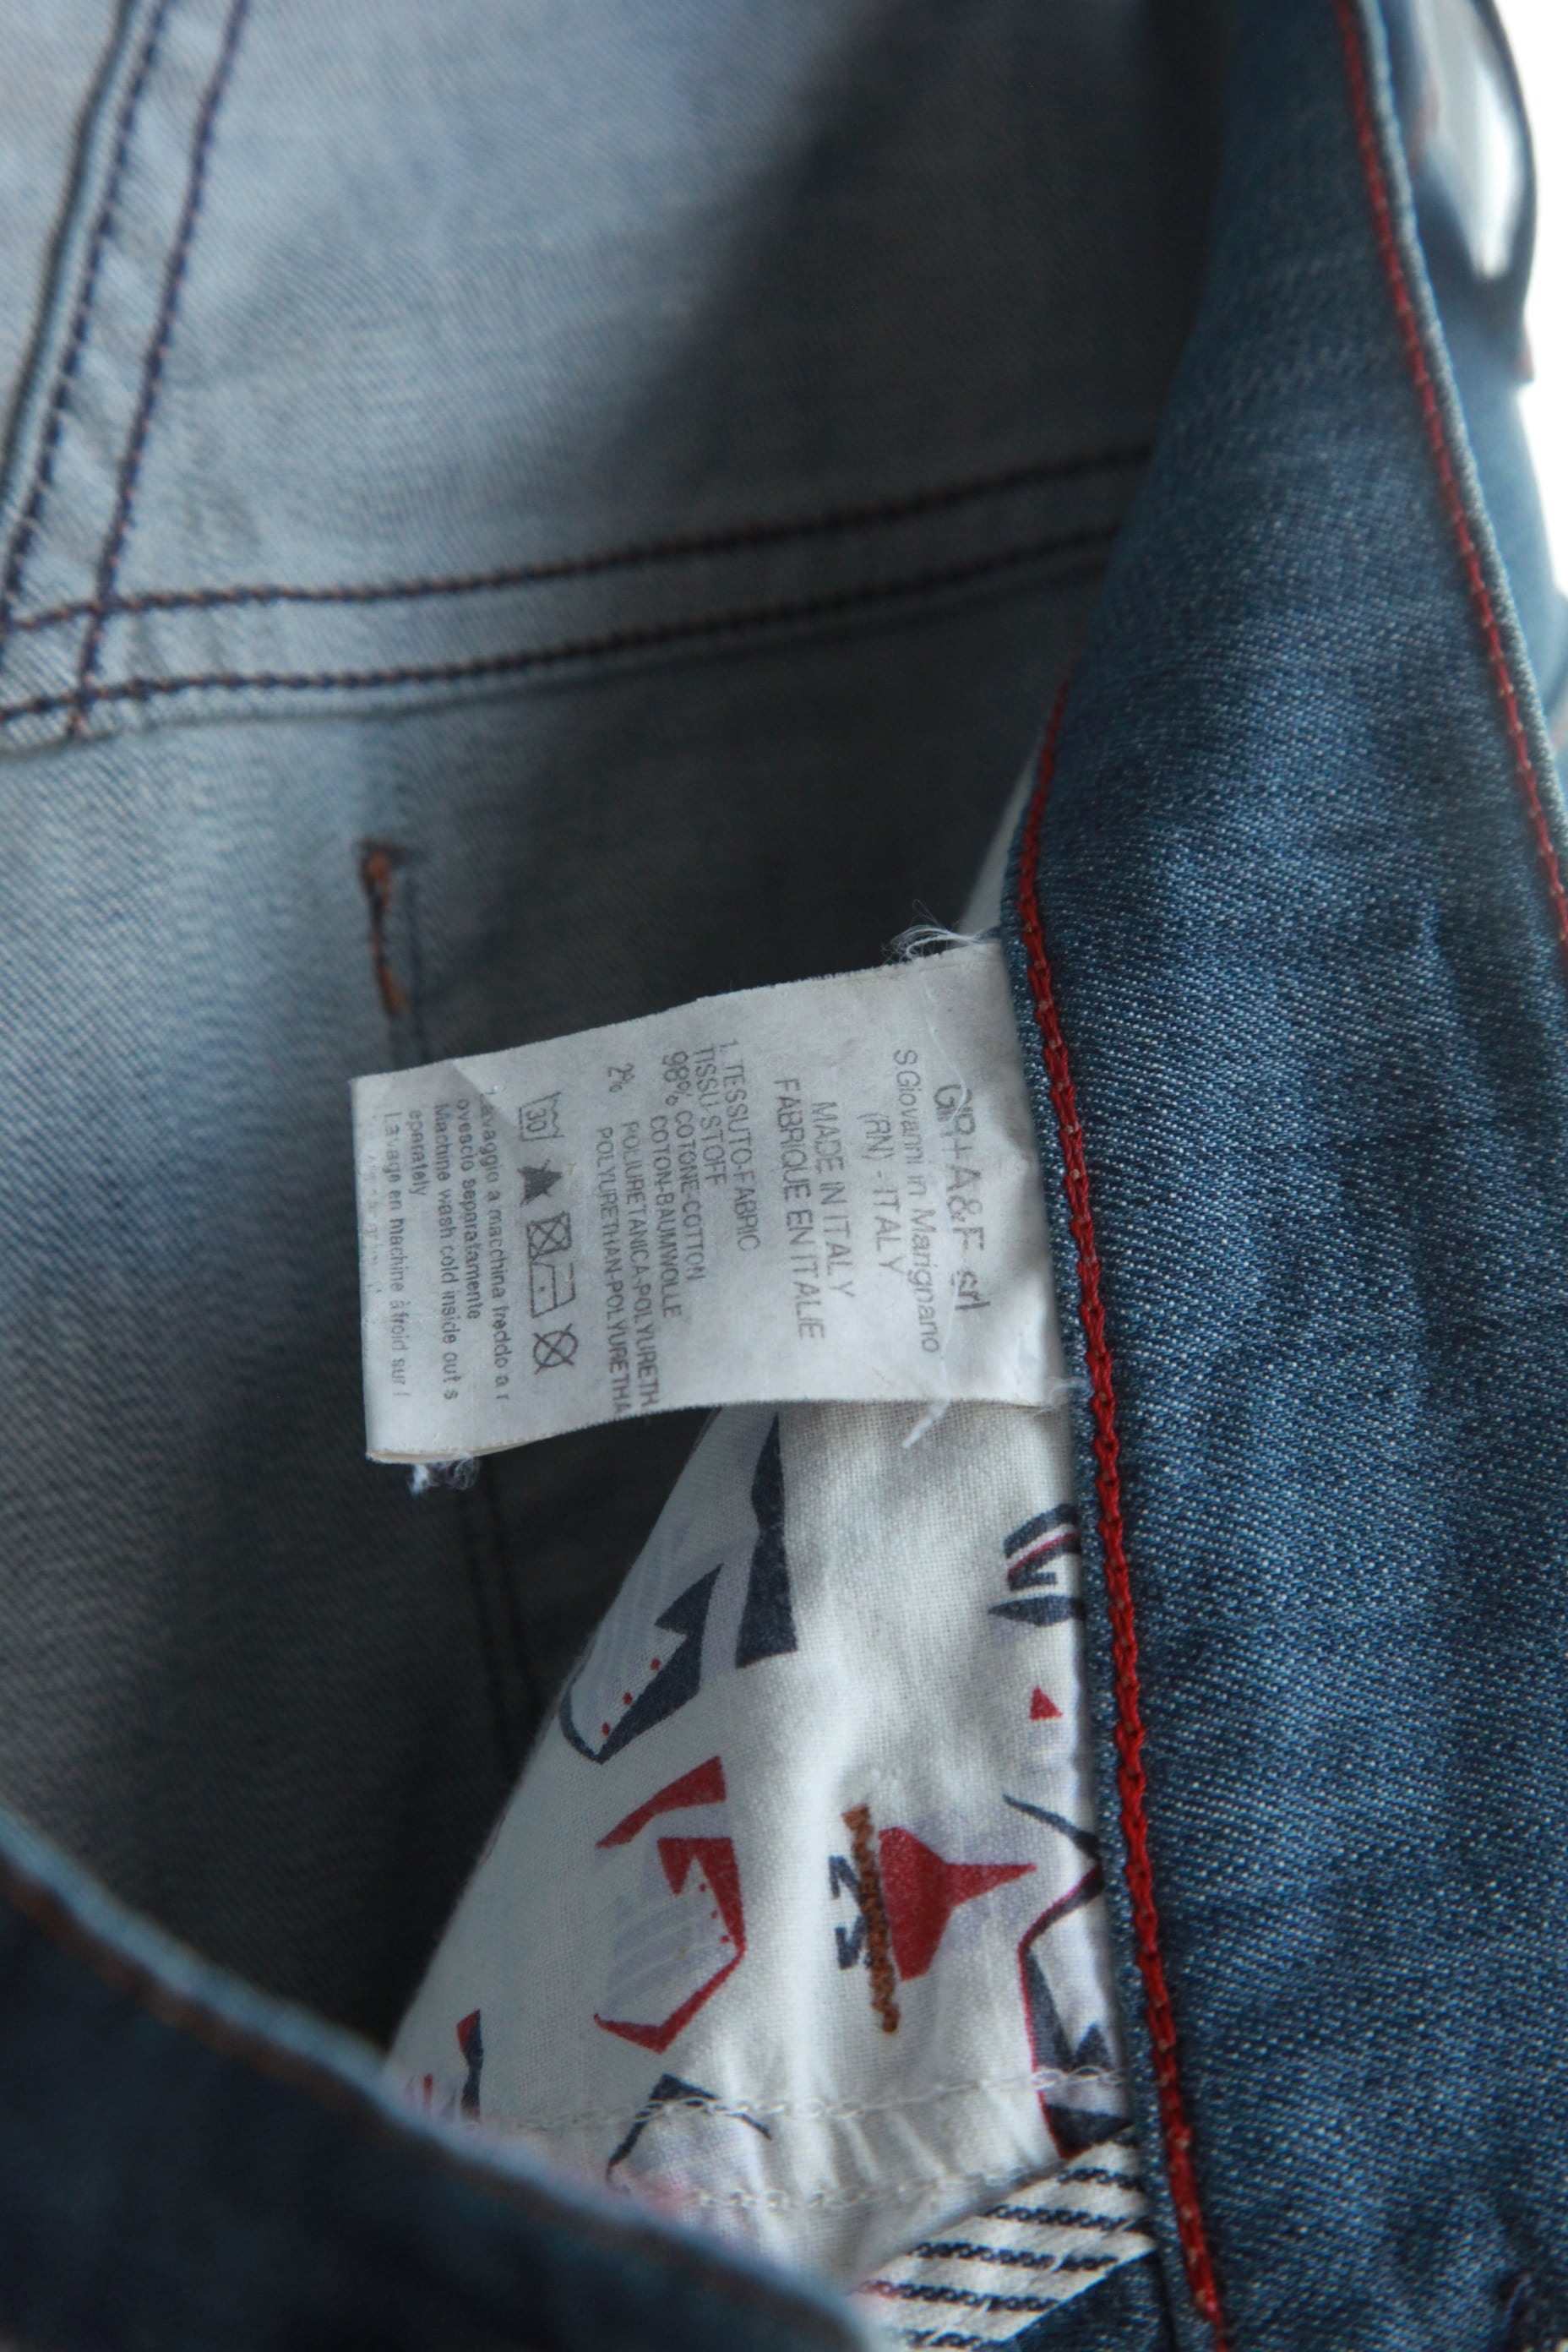 A&F srl
S.Giovanni in Marignano
(RN) - ITALY
MADE IN ITALY
FABRIQUE EN ITALIE
1. TESSUTO-FABRIC
TISSU STOFF
98% COTONE-COTTON
COTON-BAUMWOLLE
2% POLIURETANICA-POLYURETH
POLYURETHAN-POLYURETHA
30
Lavaggio a macchina freddo a r
ovescio separatamente
Machine wash cold inside out s
eparately
Lavage en machine à froid sur l